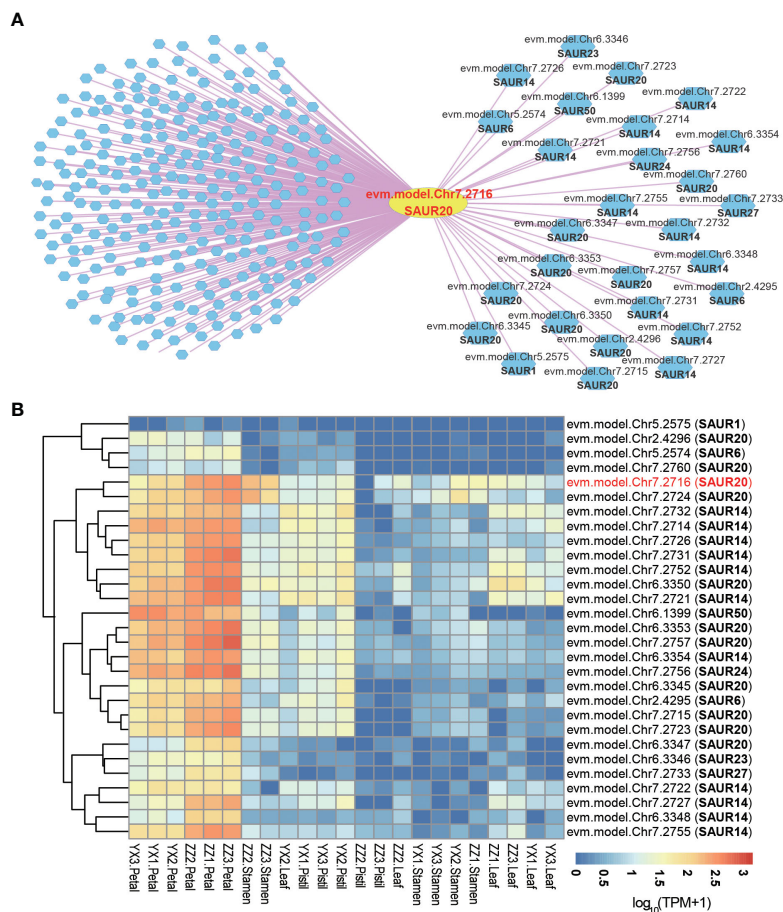 A
evm.model.Chr6.3346
SAUR23
evm.model.Chr7.2726
SAUR14
evm.model.Chr7.2723
SAUR20
evm.model.Chr7.2722
SAUR14
evm.model.Chr6.1399
SAUR50
evm.model.Chr5.2574
SAUR6
evm.model.Chr7.2714
SAUR14
evm.model.Chr6.3354
SAUR14
evm.model.Chr7.2721
SAUR14
evm.model.Chr7.2756
SAUR24
evm.model.Chr7.2760
SAUR20
evm.model.Chr7.2716
SAUR20
evm.model.Chr7.2755
SAUR14
evm.model.Chr7.2733
SAUR27
evm.model.Chr6.3347
SAUR20
evm.model.Chr7.2732
SAUR14
evm.model.Chr6.3353
SAUR20
evm.model.Chr6.3348
SAUR14
evm.model.Chr7.2757
SAUR20
evm.model.Chr2.4295
SAUR6
evm.model.Chr7.2724
SAUR20
evm.model.Chr7.2731
SAUR14
evm.model.Chr6.3350
SAUR20
evm.model.Chr6.3345
SAUR20
evm.model.Chr7.2752
SAUR14
evm.model.Chr2.4296
SAUR20
evm.model.Chr5.2575
SAUR1
evm.model.Chr7.2727
SAUR14
evm.model.Chr7.2715
SAUR20
B
evm.model.Chr5.2575 (SAUR1)
evm.model.Chr2.4296 (SAUR20)
evm.model.Chr5.2574 (SAUR6)
evm.model.Chr7.2760 (SAUR20)
evm.model.Chr7.2716 (SAUR20)
evm.model.Chr7.2724 (SAUR20)
evm.model.Chr7.2732 (SAUR14)
evm.model.Chr7.2714 (SAUR14)
evm.model.Chr7.2726 (SAUR14)
evm.model.Chr7.2731 (SAUR14)
evm.model.Chr7.2752 (SAUR14)
evm.model.Chr6.3350 (SAUR20)
evm.model.Chr7.2721 (SAUR14)
evm.model.Chr6.1399 (SAUR50)
evm.model.Chr6.3353 (SAUR20)
evm.model.Chr7.2757 (SAUR20)
evm.model.Chr6.3354 (SAUR14)
evm.model.Chr7.2756 (SAUR24)
evm.model.Chr6.3345 (SAUR20)
evm.model.Chr2.4295 (SAUR6)
evm.model.Chr7.2715 (SAUR20)
evm.model.Chr7.2723 (SAUR20)
evm.model.Chr6.3347 (SAUR20)
evm.model.Chr6.3346 (SAUR23)
evm.model.Chr7.2733 (SAUR27)
evm.model.Chr7.2722 (SAUR14)
evm.model.Chr7.2727 (SAUR14)
evm.model.Chr6.3348 (SAUR14)
evm.model.Chr7.2755 (SAUR14)
YX3.Petal
YX1.Petal
YX2.Petal
ZZ2.Petal
ZZ1.Petal
ZZ3.Petal
ZZ2.Stamen
ZZ3.Stamen
YX2.Leaf
YX1.Pistil
YX3.Pistil
YX2.Pistil
ZZ2.Pistil
ZZ3.Pistil
ZZ2.Leaf
YX1.Stamen
YX3.Stamen
YX2.Stamen
ZZ1.Stamen
ZZ1.Leaf
ZZ3.Leaf
YX1.Leaf
YX3.Leaf
0 0.5 1 1.5 2 2.5 3
log10(TPM+1)